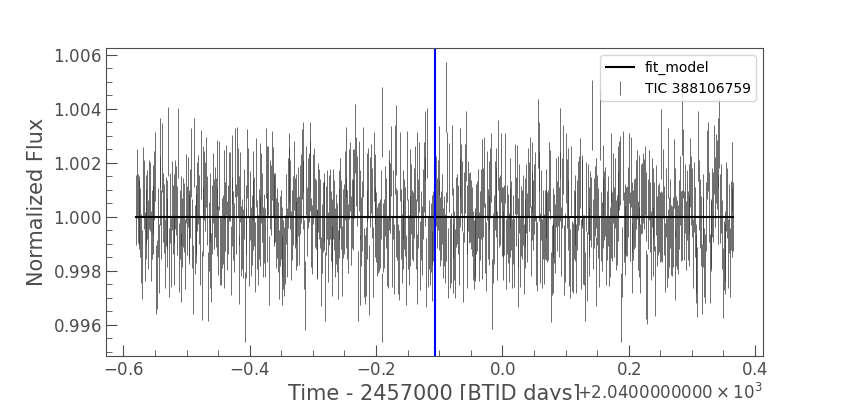 fit_model
TIC 388106759
Normalized Flux
1.006
1.004
1.002
1.000
0.998
0.996
−0.6 −0.4 −0.2 0.0 0.2 0.4
Time - 2457000 [BTJD days]
+2.0400000000 × 10³